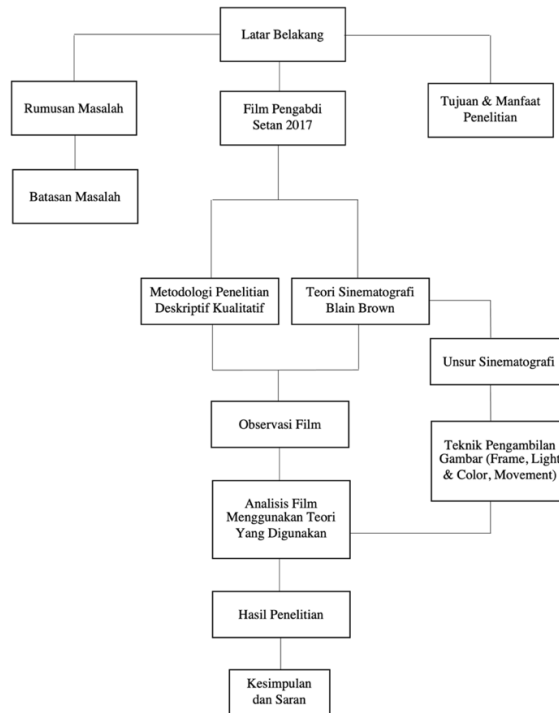 Latar Belakang
Rumusan Masalah
Film Pengabdi
Setan 2017
Tujuan & Manfaat
Penelitian
Batasan Masalah
Metodologi Penelitian
Deskriptif Kualitatif
Teori Sinematografi
Blain Brown
Unsur Sinematografi
Observasi Film
Teknik Pengambilan
Gambar (Frame, Light
& Color, Movement)
Analisis Film
Menggunakan Teori
Yang Digunakan
Hasil Penelitian
Kesimpulan
dan Saran